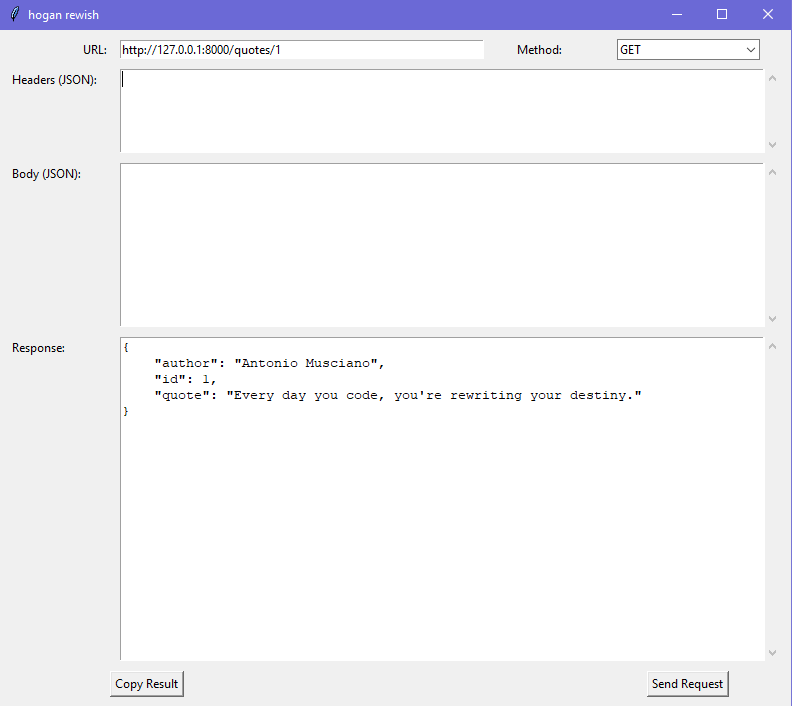 hogan rewish
URL: http://127.0.0.1:8000/quotes/1 Method: GET
Headers (JSON):
Body (JSON):
Response:
{
    "author": "Antonio Musciano",
    "id": 1,
    "quote": "Every day you code, you're rewriting your destiny."
}
Copy Result Send Request